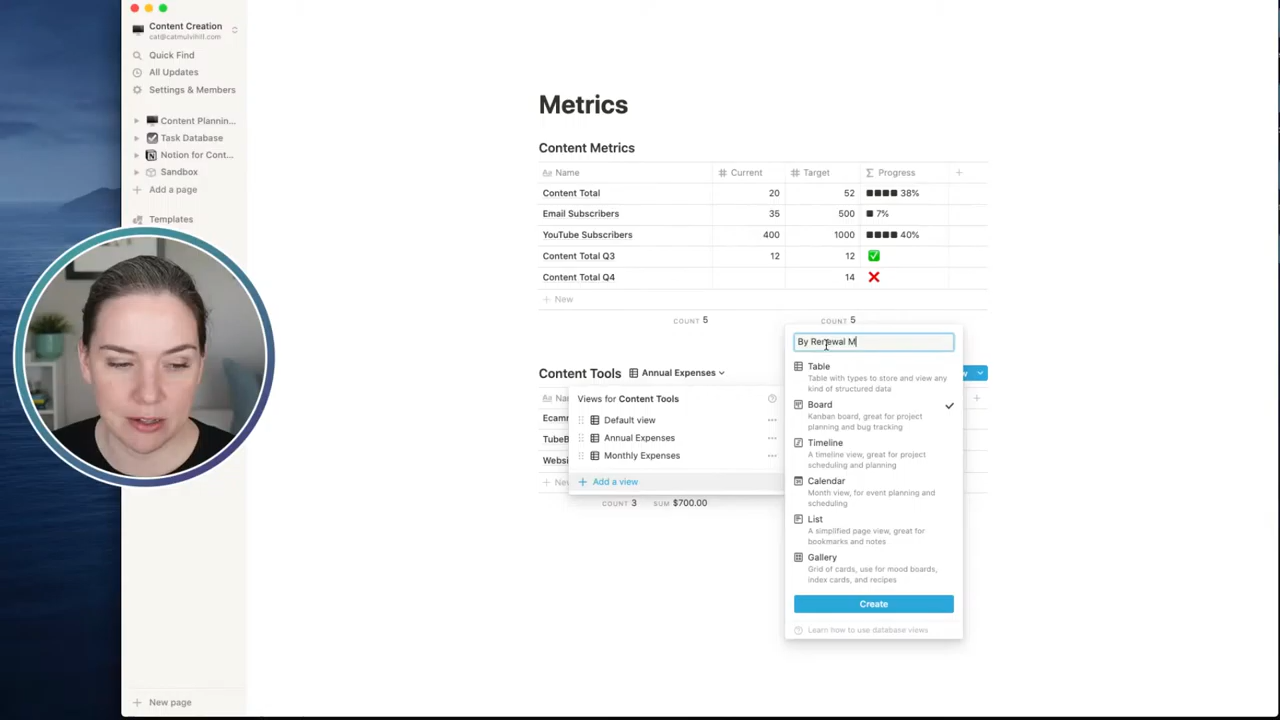 Content Creation
cat@catmulvihill.com
Quick Find
All Updates
Settings & Members
Content Plannin...
Task Database
Notion for Cont...
Sandbox
Add a page
Templates
New page
Metrics
Content Metrics
Name Current Target Progress
Content Total 20 52 38%
Email Subscribers 35 500 7%
YouTube Subscribers 400 1000 40%
Content Total Q3 12 12
Content Total Q4 14
New
COUNT 5 COUNT 5
Content Tools Annual Expenses
Views for Content Tools
Default view
Annual Expenses
Monthly Expenses
Add a view
COUNT 3 SUM $700.00
By Renewal M
Table
Table with types to store and view any
kind of structured data
Board
Kanban board, great for project
planning and bug tracking
Timeline
A timeline view, great for project
scheduling and planning
Calendar
Month view, for event planning and
scheduling
List
A simplified page view, great for
bookmarks and notes
Gallery
Grid of cards, use for mood boards,
index cards, and recipes
Create
Learn how to use database views